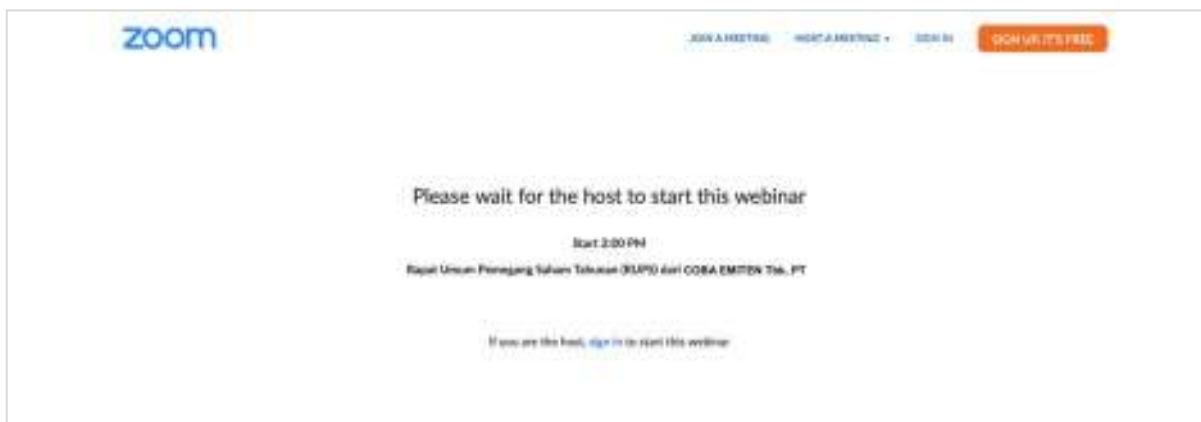 zoom
JOIN A MEETING HOST A MEETING SIGN IN SIGN UP, IT'S FREE
Please wait for the host to start this webinar
Start 2:00 PM
Rapat Umum Pemegang Saham Tahunan (RUPS) dari COBA EMITEN Tbk. PT
If you are the host, sign in to start this webinar